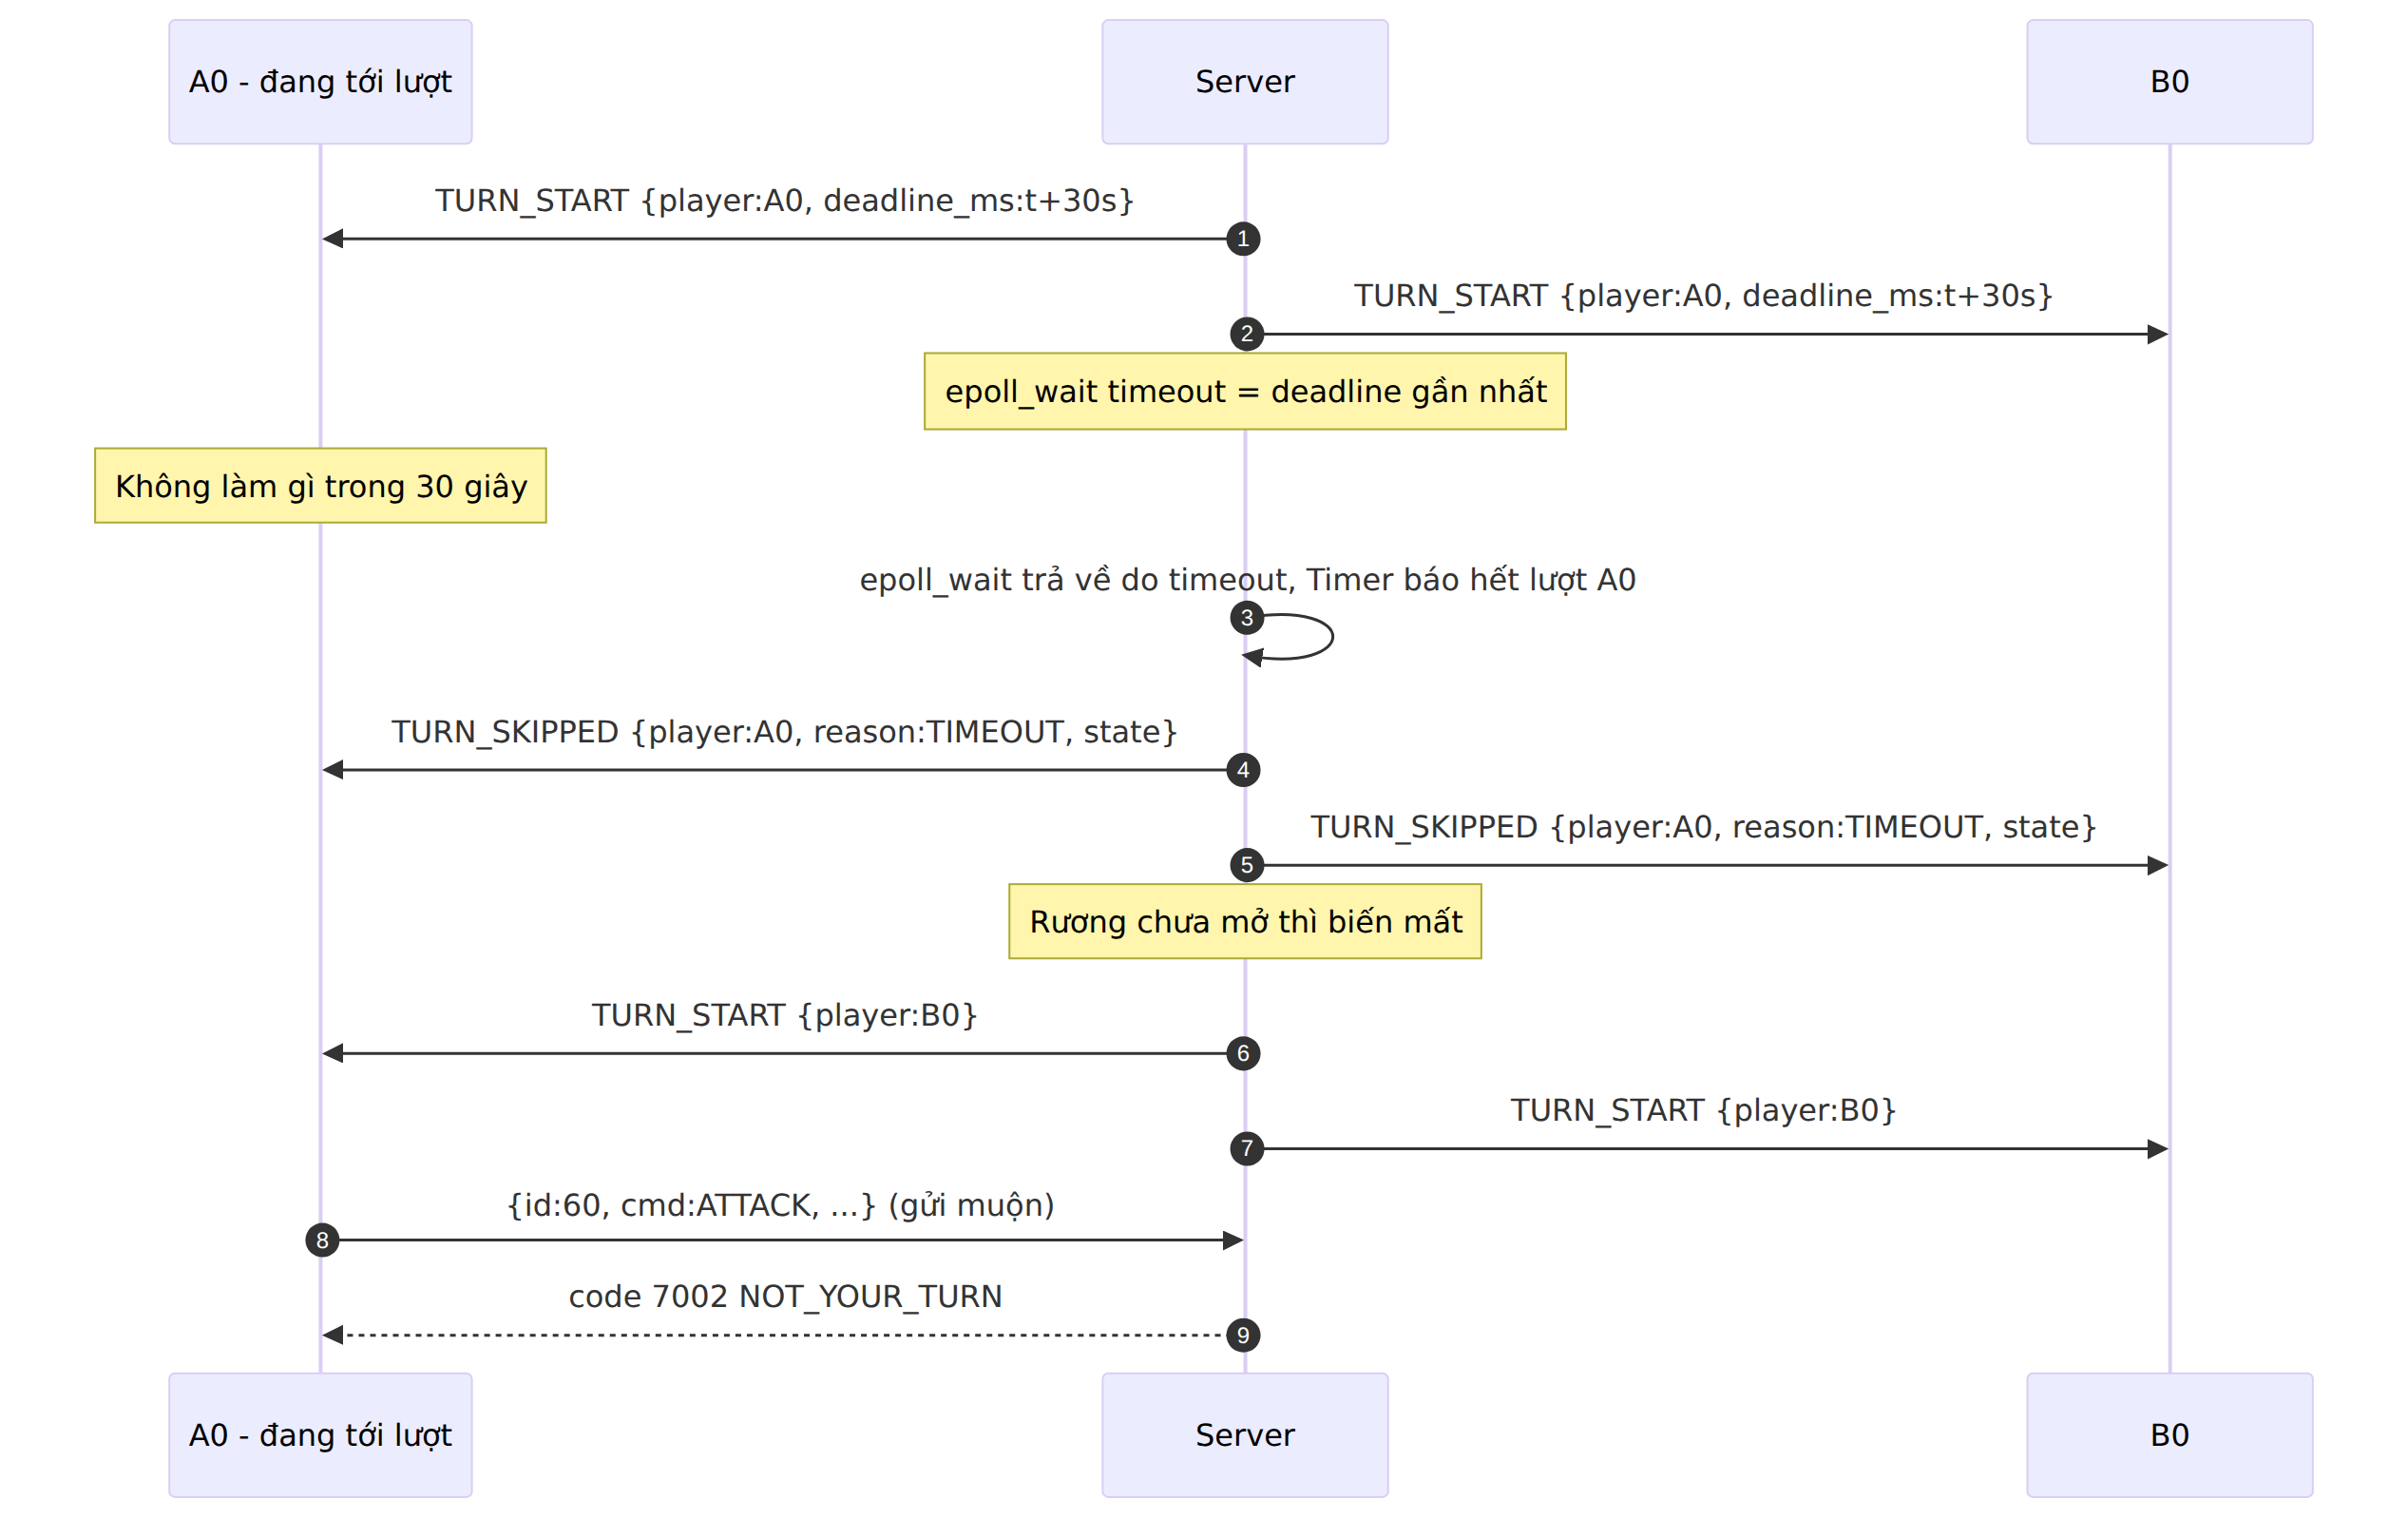 A0 - đang tới lượt
Server
B0
TURN_START {player:A0, deadline_ms:t+30s}
1
TURN_START {player:A0, deadline_ms:t+30s}
2
epoll_wait timeout = deadline gần nhất
Không làm gì trong 30 giây
epoll_wait trả về do timeout, Timer báo hết lượt A0
3
TURN_SKIPPED {player:A0, reason:TIMEOUT, state}
4
TURN_SKIPPED {player:A0, reason:TIMEOUT, state}
5
Rương chưa mở thì biến mất
TURN_START {player:B0}
6
TURN_START {player:B0}
7
{id:60, cmd:ATTACK, ...} (gửi muộn)
8
code 7002 NOT_YOUR_TURN
9
A0 - đang tới lượt
Server
B0